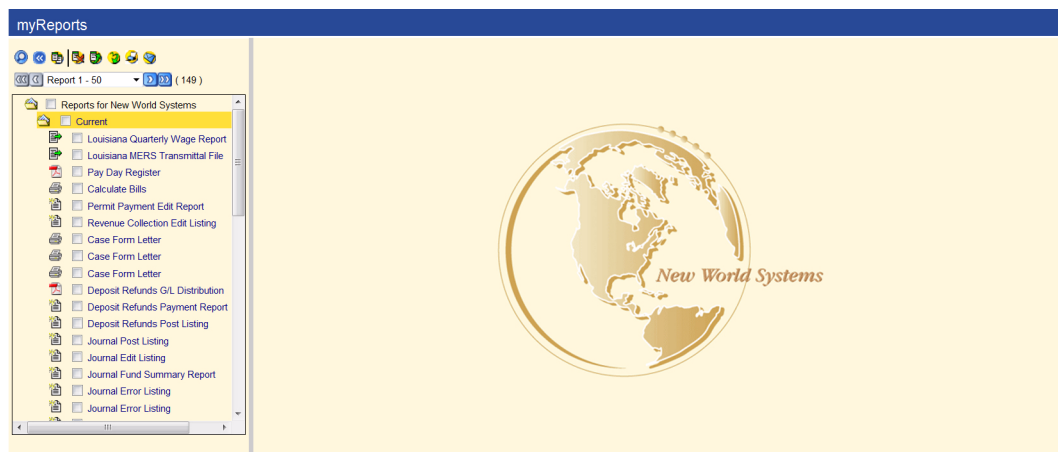 myReports
Report 1 - 50 ( 149 )
Reports for New World Systems
Current
Louisiana Quarterly Wage Report
Louisiana MERS Transmittal File
Pay Day Register
Calculate Bills
Permit Payment Edit Report
Revenue Collection Edit Listing
Case Form Letter
Case Form Letter
Case Form Letter
Deposit Refunds G/L Distribution
Deposit Refunds Payment Report
Deposit Refunds Post Listing
Journal Post Listing
Journal Edit Listing
Journal Fund Summary Report
Journal Error Listing
Journal Error Listing
New World Systems